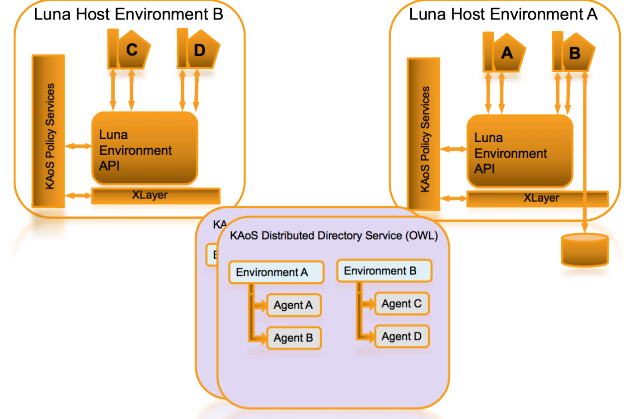 Luna Host Environment B
C
D
KAoS Policy Services
Luna
Environment
API
XLayer
Luna Host Environment A
A
B
KAoS Policy Services
Luna
Environment
API
XLayer
KA
E
KAoS Distributed Directory Service (OWL)
Environment A
Agent A
Agent B
Environment B
Agent C
Agent D